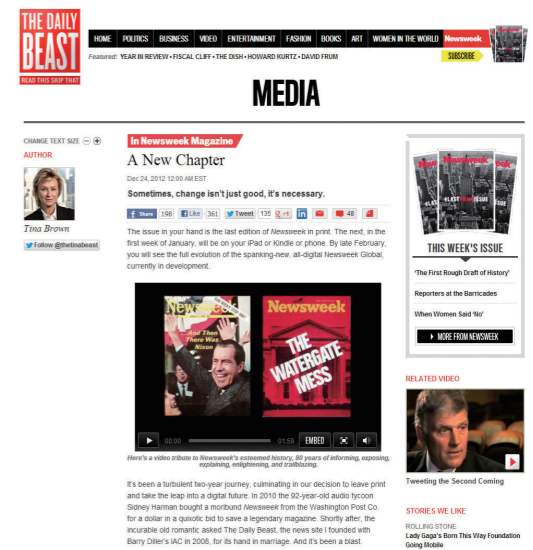 THE DAILY
BEAST
READ THIS SKIP THAT
HOME POLITICS BUSINESS VIDEO ENTERTAINMENT FASHION BOOKS ART WOMEN IN THE WORLD Newsweek
Featured: YEAR IN REVIEW • FISCAL CLIFF • THE DISH • HOWARD KURTZ • DAVID FRUM
SUBSCRIBE
MEDIA
CHANGE TEXT SIZE
AUTHOR
Tina Brown
Follow @thetinabeast
In Newsweek Magazine
A New Chapter
Dec 24, 2012 12:00 AM EST
Sometimes, change isn't just good, it's necessary.
Share 198 Like 361 Tweet 135 +1 in 48
The issue in your hand is the last edition of Newsweek in print. The next, in the
first week of January, will be on your iPad or Kindle or phone. By late February,
you will see the full evolution of the spanking-new, all-digital Newsweek Global,
currently in development.
Newsweek
And Then
There Was
Nixon
Newsweek
THE
WATERGATE
MESS
00:00 01:59 EMBED
Here's a video tribute to Newsweek's esteemed history, 80 years of informing, exposing,
explaining, enlightening, and trailblazing.
It's been a turbulent two-year journey, culminating in our decision to leave print
and take the leap into a digital future. In 2010 the 92-year-old audio tycoon
Sidney Harman bought a moribund Newsweek from the Washington Post Co.
for a dollar in a quixotic bid to save a legendary magazine. Shortly after, the
incurable old romantic asked The Daily Beast, the news site I founded with
Barry Diller's IAC in 2008, for its hand in marriage. And it's been a blast.
Newsweek
#LASTPRINTISSUE
THIS WEEK'S ISSUE
'The First Rough Draft of History'
Reporters at the Barricades
When Women Said 'No'
MORE FROM NEWSWEEK
RELATED VIDEO
Tweeting the Second Coming
STORIES WE LIKE
ROLLING STONE
Lady Gaga's Born This Way Foundation
Going Mobile